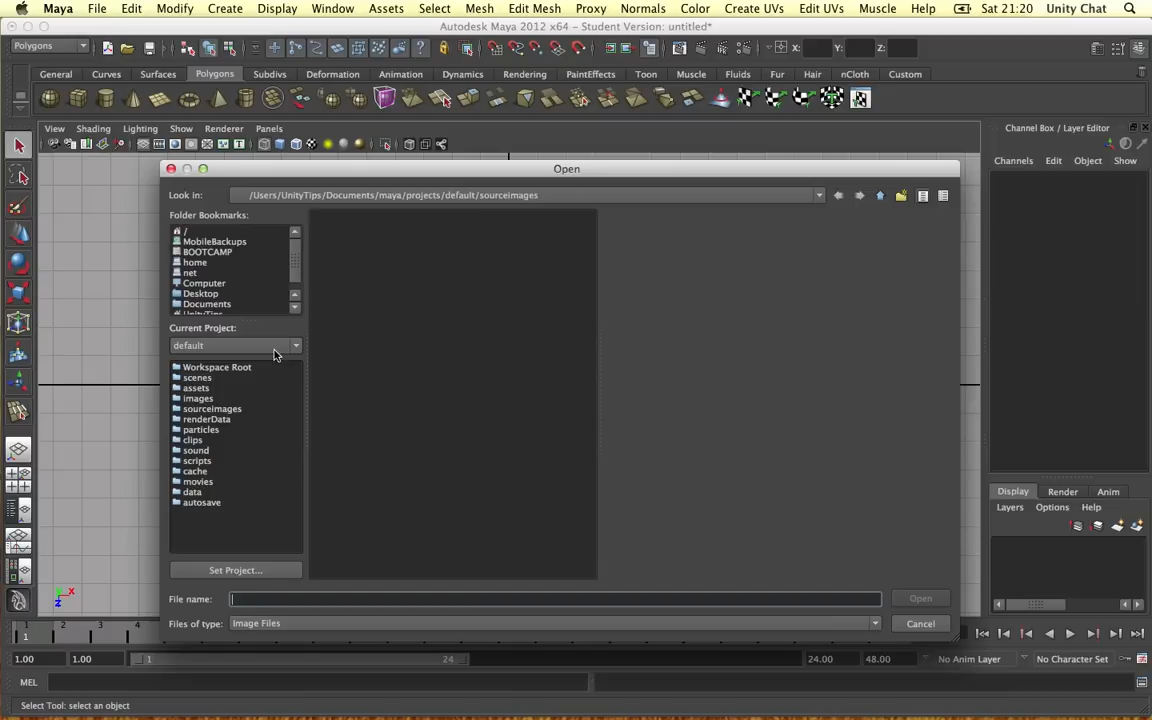 Maya File Edit Modify Create Display Window Assets Select Mesh Edit Mesh Proxy Normals Color Create UVs Edit UVs Muscle Help Sat 21:20 Unity Chat
Autodesk Maya 2012 x64 - Student Version: untitled*
Polygons X: Y: Z:
General Curves Surfaces Polygons Subdivs Deformation Animation Dynamics Rendering PaintEffects Toon Muscle Fluids Fur Hair nCloth Custom
View Shading Lighting Show Renderer Panels
Channel Box / Layer Editor
Channels Edit Object Show
Open
Look in: /Users/UnityTips/Documents/maya/projects/default/sourceimages
Folder Bookmarks:
/
MobileBackups
BOOTCAMP
home
net
Computer
Desktop
Documents
UnityTips
Current Project:
default
Workspace Root
scenes
assets
images
sourceimages
renderData
particles
clips
sound
scripts
cache
movies
data
autosave
Set Project...
File name: Open
Files of type: Image Files Cancel
Display Render Anim
Layers Options Help
X
Z
1 2 3 4
1
1.00 1.00 1 24 24.00 48.00 No Anim Layer No Character Set
MEL
Select Tool: select an object